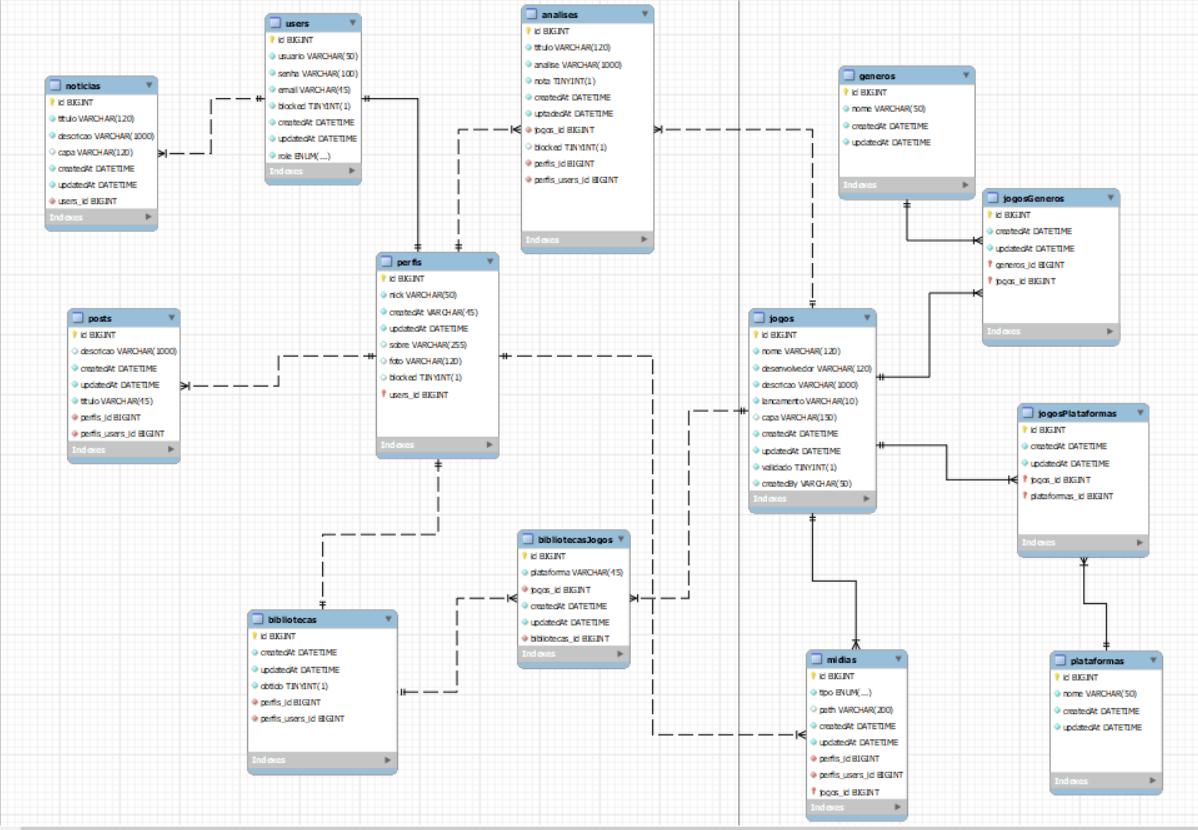 users
id BIGINT
usuario VARCHAR(50)
senha VARCHAR(100)
email VARCHAR(45)
blocked TINYINT(1)
createdAt DATETIME
updatedAt DATETIME
role ENUM(...)
Indexes
analises
id BIGINT
titulo VARCHAR(120)
analise VARCHAR(1000)
nota TINYINT(1)
createdAt DATETIME
uptadedAt DATETIME
jogos_id BIGINT
blocked TINYINT(1)
perfis_id BIGINT
perfis_users_id BIGINT
Indexes
noticias
id BIGINT
titulo VARCHAR(120)
descricao VARCHAR(1000)
capa VARCHAR(120)
createdAt DATETIME
updatedAt DATETIME
users_id BIGINT
Indexes
generos
id BIGINT
nome VARCHAR(50)
createdAt DATETIME
updatedAt DATETIME
Indexes
jogosGeneros
id BIGINT
createdAt DATETIME
updatedAt DATETIME
generos_id BIGINT
jogos_id BIGINT
Indexes
perfis
id BIGINT
nick VARCHAR(50)
createdAt VARCHAR(45)
updatedAt DATETIME
sobre VARCHAR(255)
foto VARCHAR(120)
blocked TINYINT(1)
users_id BIGINT
Indexes
posts
id BIGINT
descricao VARCHAR(1000)
createdAt DATETIME
updatedAt DATETIME
titulo VARCHAR(45)
perfis_id BIGINT
perfis_users_id BIGINT
Indexes
jogos
id BIGINT
nome VARCHAR(120)
desenvolvedor VARCHAR(120)
descricao VARCHAR(1000)
lancamento VARCHAR(10)
capa VARCHAR(150)
createdAt DATETIME
updatedAt DATETIME
validado TINYINT(1)
createdBy VARCHAR(50)
Indexes
jogosPlataformas
id BIGINT
createdAt DATETIME
updatedAt DATETIME
jogos_id BIGINT
plataformas_id BIGINT
Indexes
bibliotecasJogos
id BIGINT
plataforma VARCHAR(45)
jogos_id BIGINT
createdAt DATETIME
updatedAt DATETIME
bibliotecas_id BIGINT
Indexes
bibliotecas
id BIGINT
createdAt DATETIME
updatedAt DATETIME
obtido TINYINT(1)
perfis_id BIGINT
perfis_users_id BIGINT
Indexes
midias
id BIGINT
tipo ENUM(...)
path VARCHAR(200)
createdAt DATETIME
updatedAt DATETIME
perfis_id BIGINT
perfis_users_id BIGINT
jogos_id BIGINT
Indexes
plataformas
id BIGINT
nome VARCHAR(50)
createdAt DATETIME
updatedAt DATETIME
Indexes